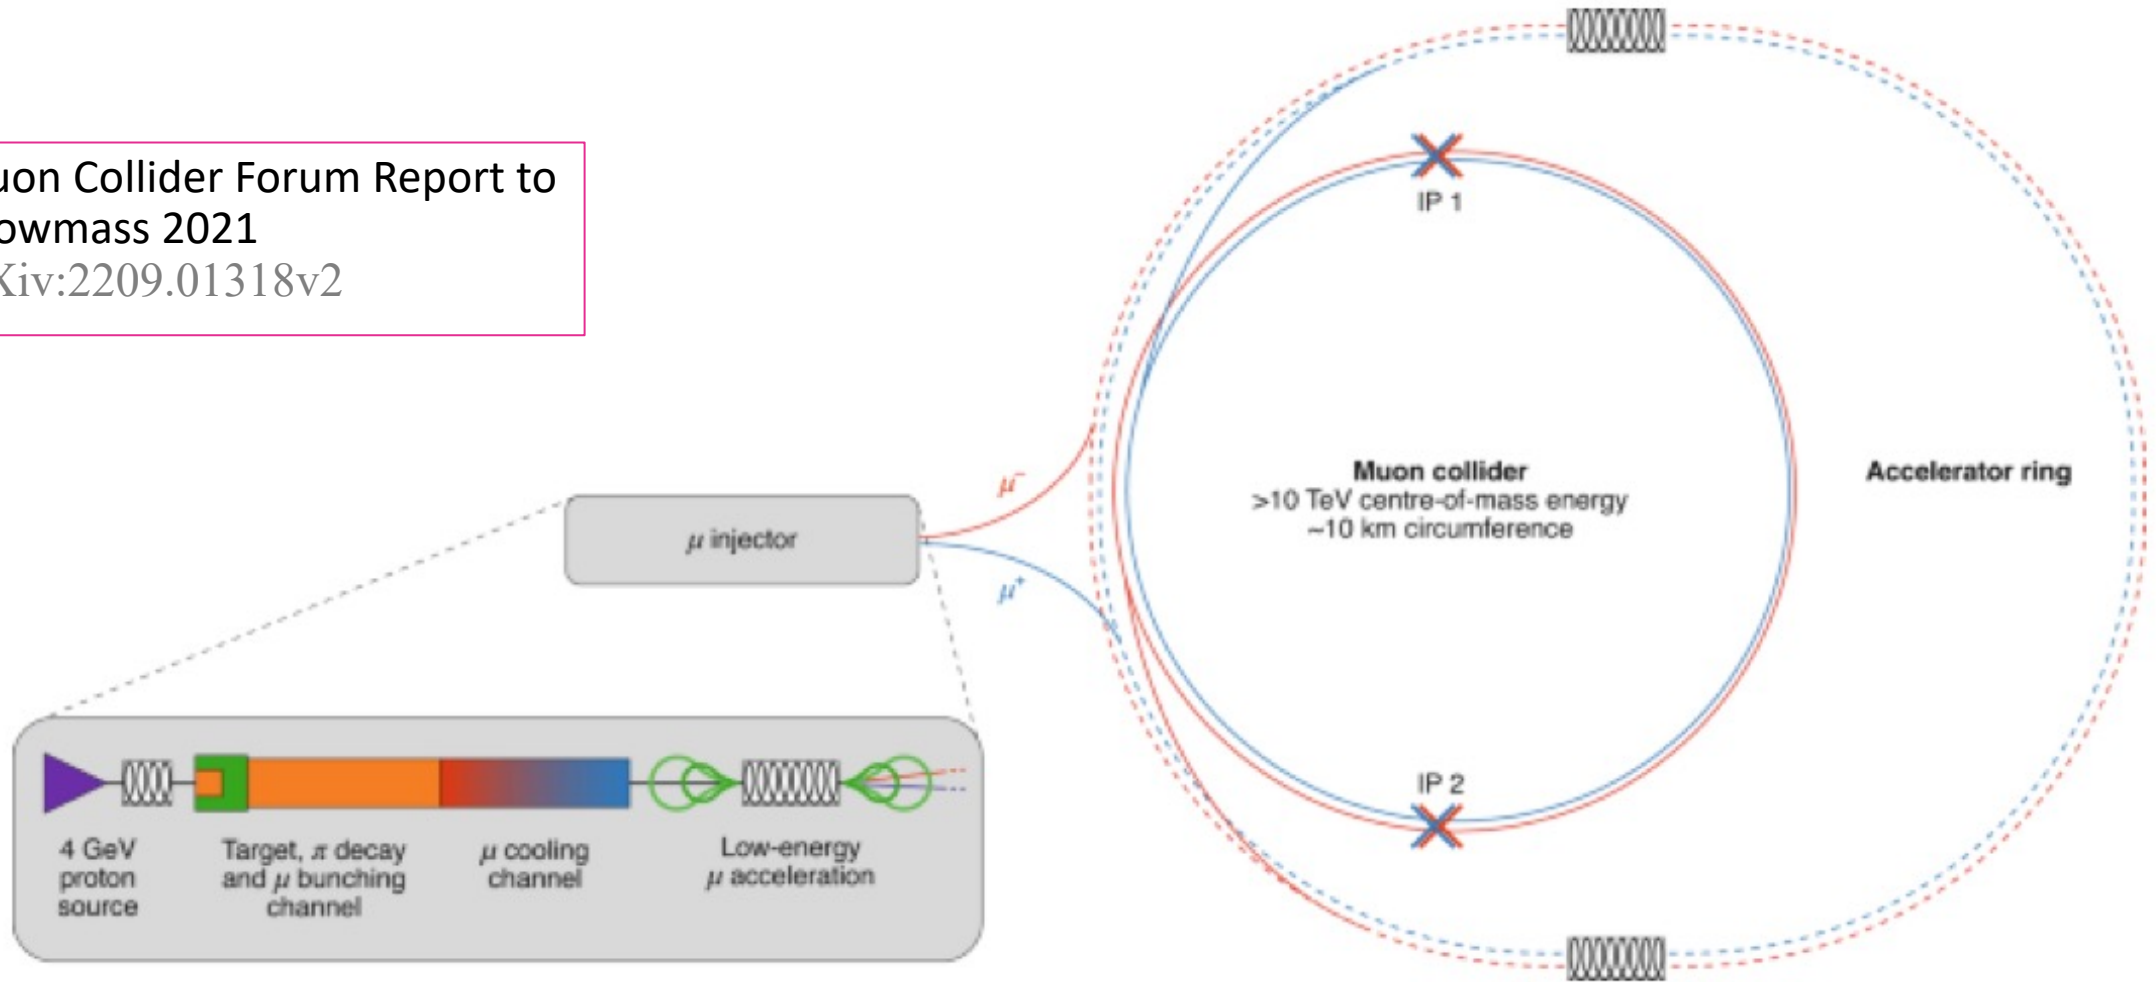 uon Collider Forum Report to
owmass 2021
Xiv:2209.01318v2
IP 1
Muon collider
>10 TeV centre-of-mass energy
~10 km circumference
Accelerator ring
μ⁻
μ injector
μ⁺
IP 2
4 GeV
proton
source
Target, π decay
and μ bunching
channel
μ cooling
channel
Low-energy
μ acceleration